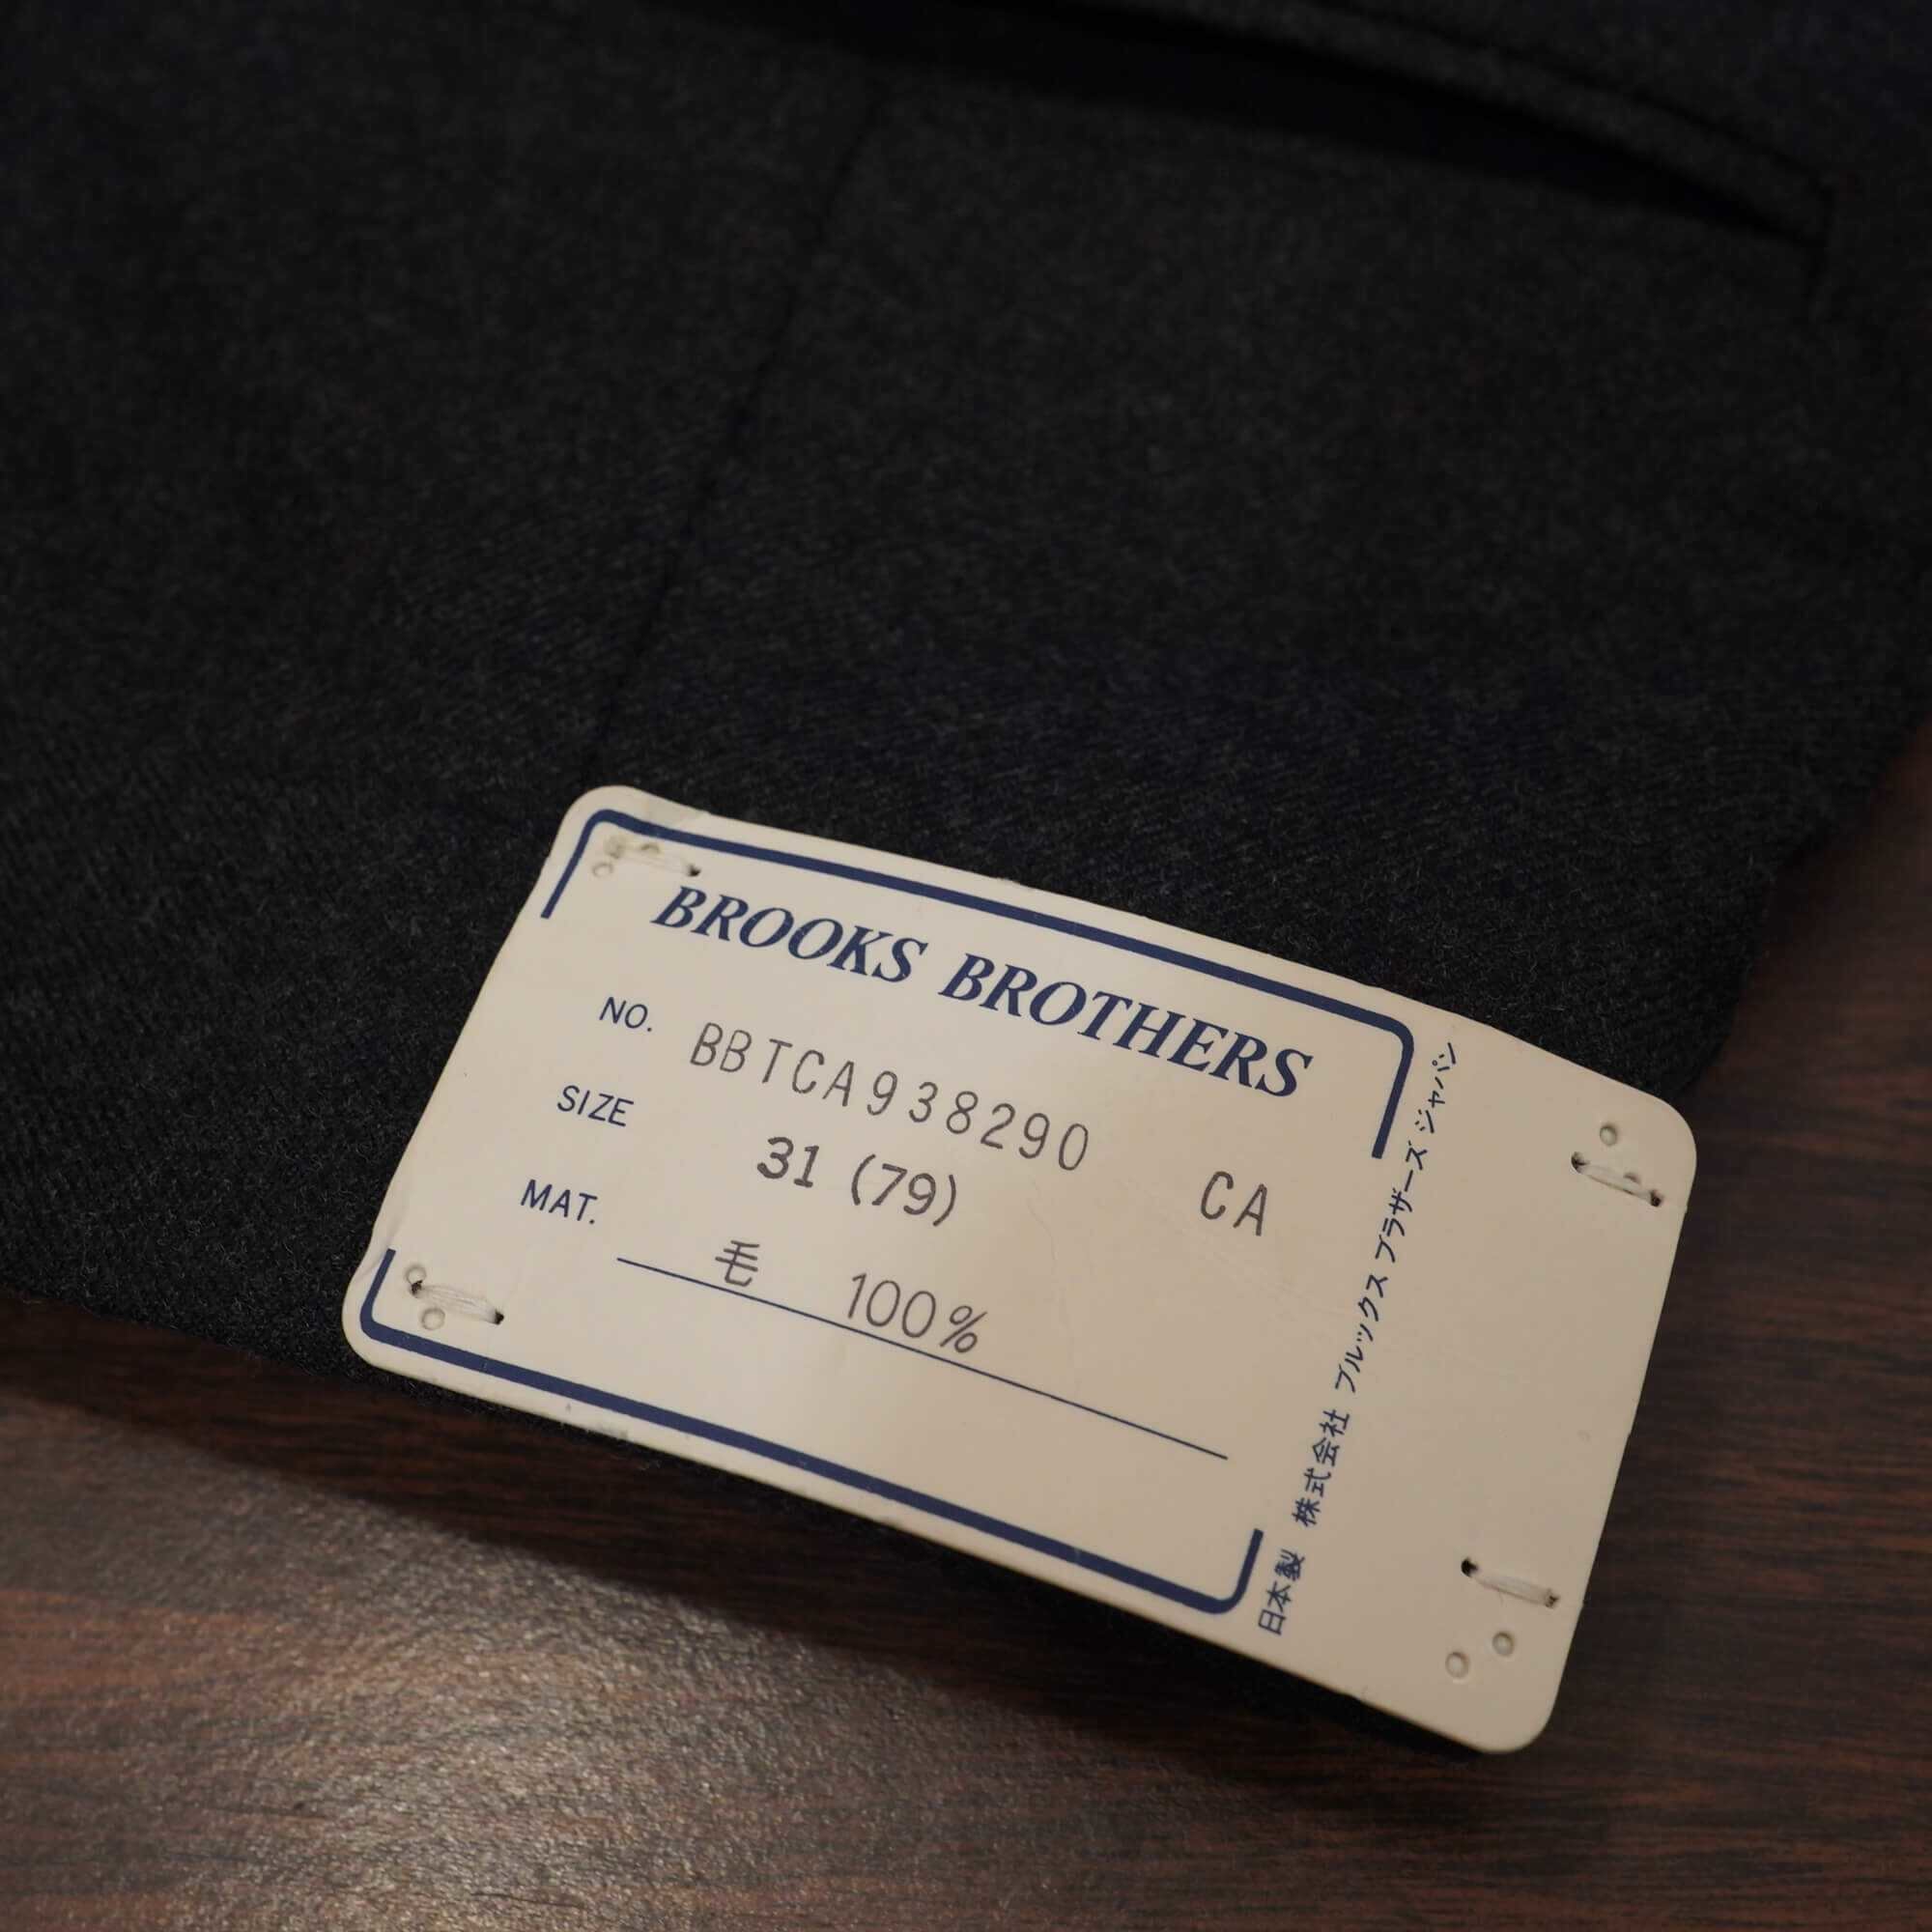 BROOKS BROTHERS
NO. BBTCA938290
SIZE 31 (79) CA
MAT. 毛 100%
日本製 株式会社 ブルックス ブラザーズ ジャパン